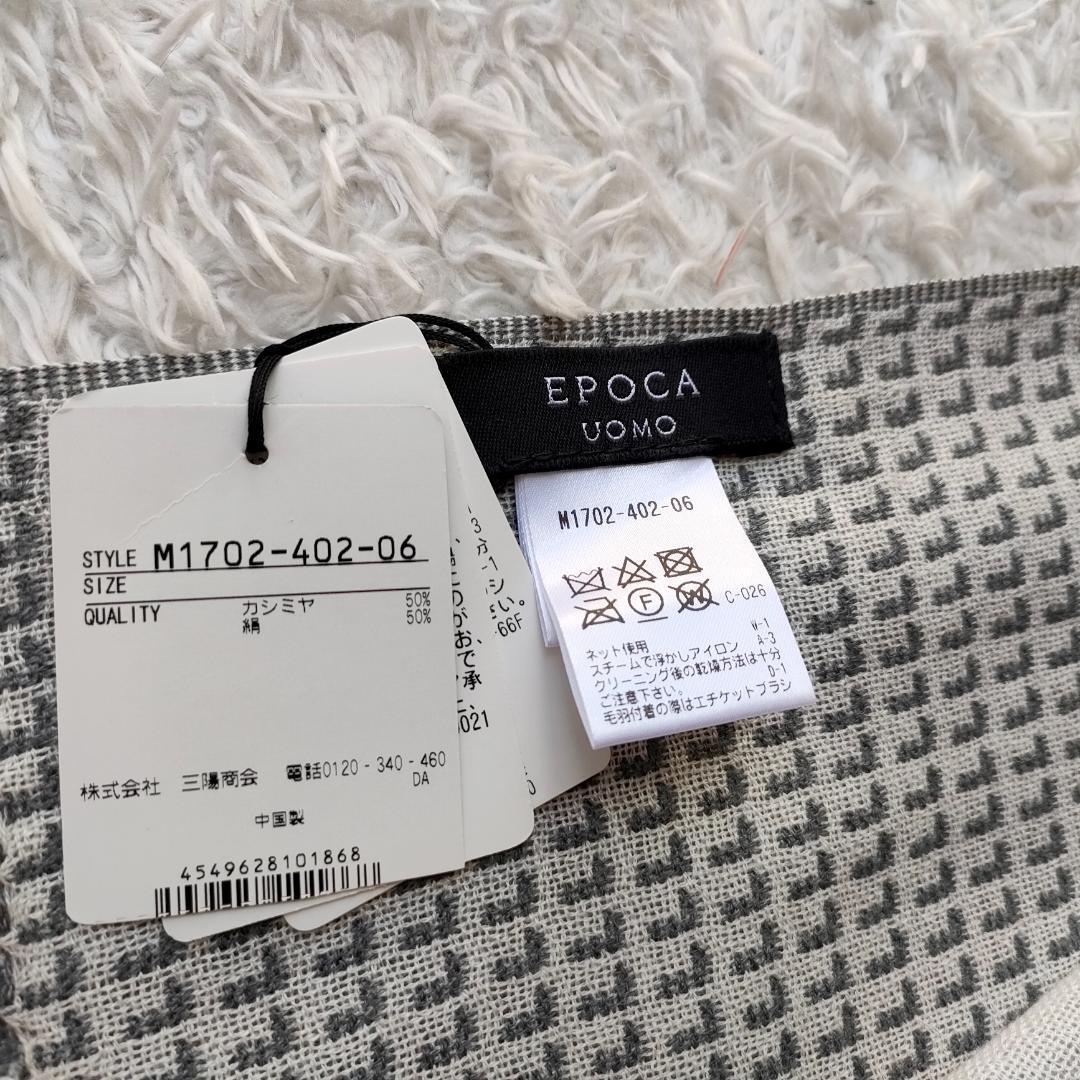 STYLE M1702-402-06
SIZE
QUALITY カシミヤ 50%
絹 50%
株式会社 三陽商会 電話0120-340-460
DA
中国製
4549628101868
EPOCA
UOMO
M1702-402-06
F
W
C-026
W-1
ネット使用 A-3
スチームで浮かしアイロン
クリーニング後の乾燥方法は十分
ご注意下さい。 D-1
毛羽付着の際はエチケットブラシ
66F
021